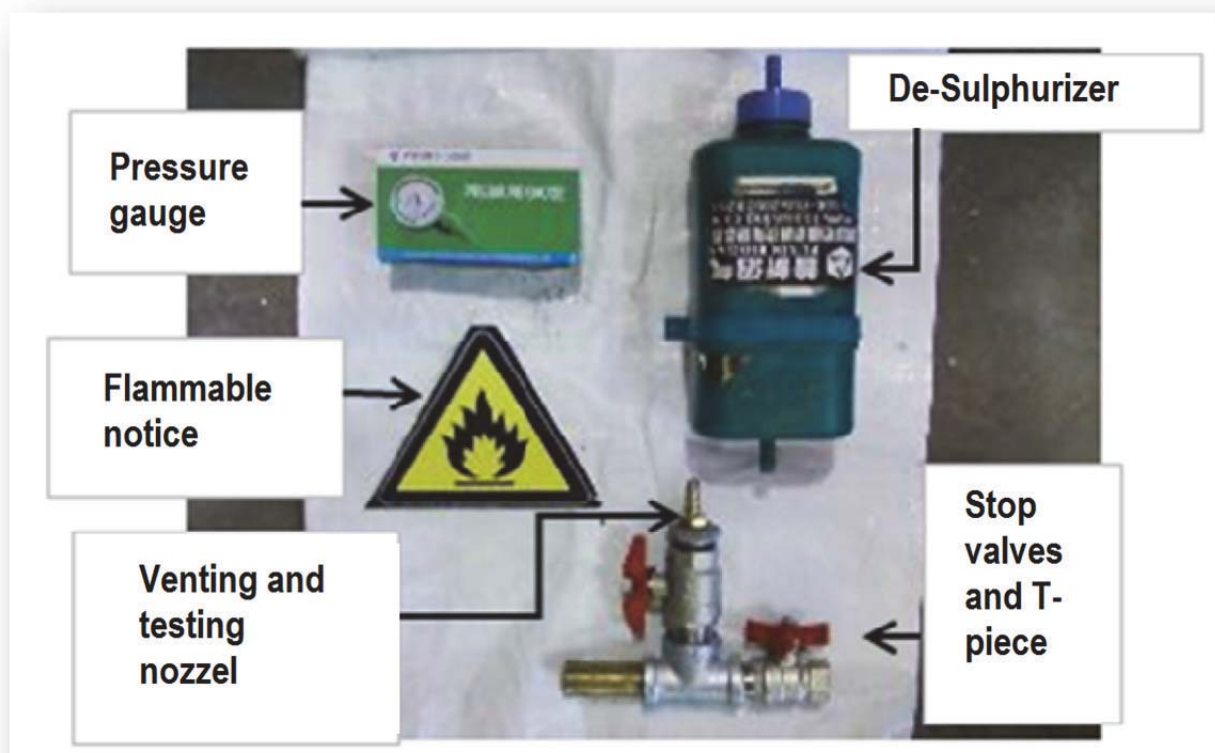 De-Sulphurizer
Pressure
gauge
Flammable
notice
Venting and
testing
nozzel
Stop
valves
and T-
piece